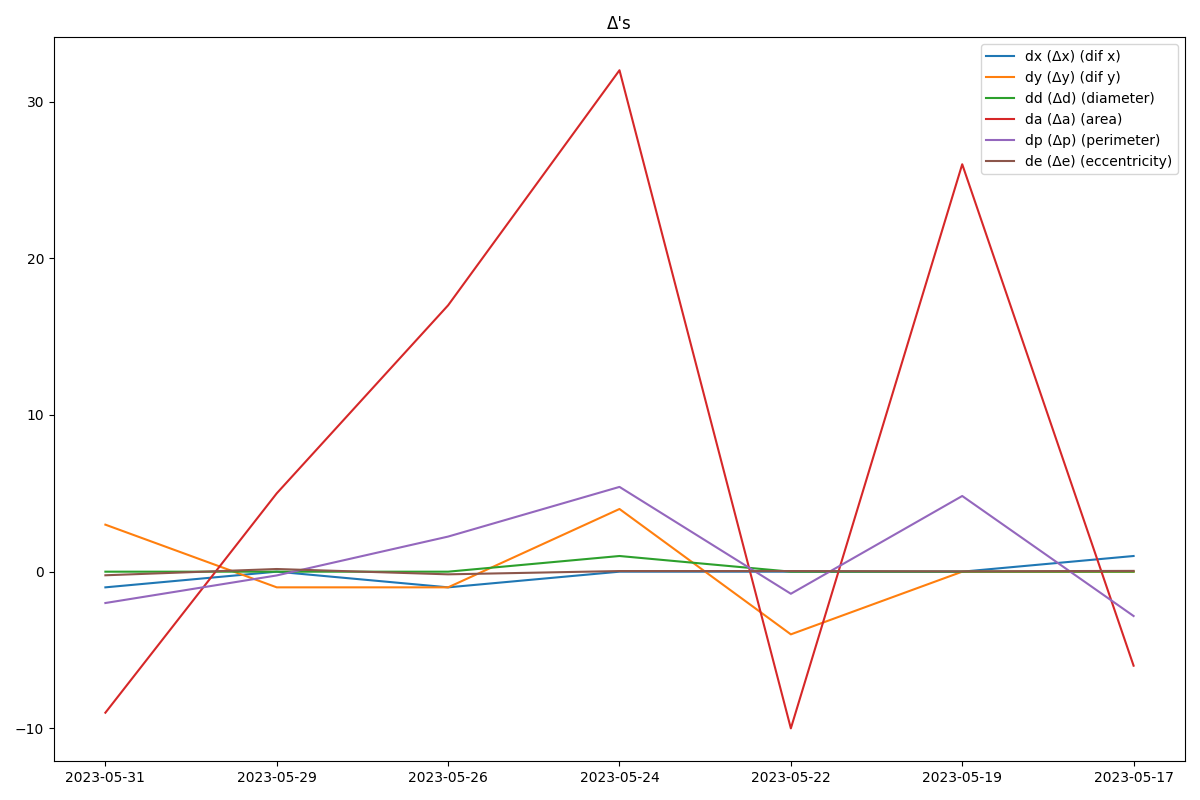 Δ's
dx (Δx) (dif x)
dy (Δy) (dif y)
dd (Δd) (diameter)
da (Δa) (area)
dp (Δp) (perimeter)
de (Δe) (eccentricity)
30
20
10
0
−10
2023-05-31 2023-05-29 2023-05-26 2023-05-24 2023-05-22 2023-05-19 2023-05-17